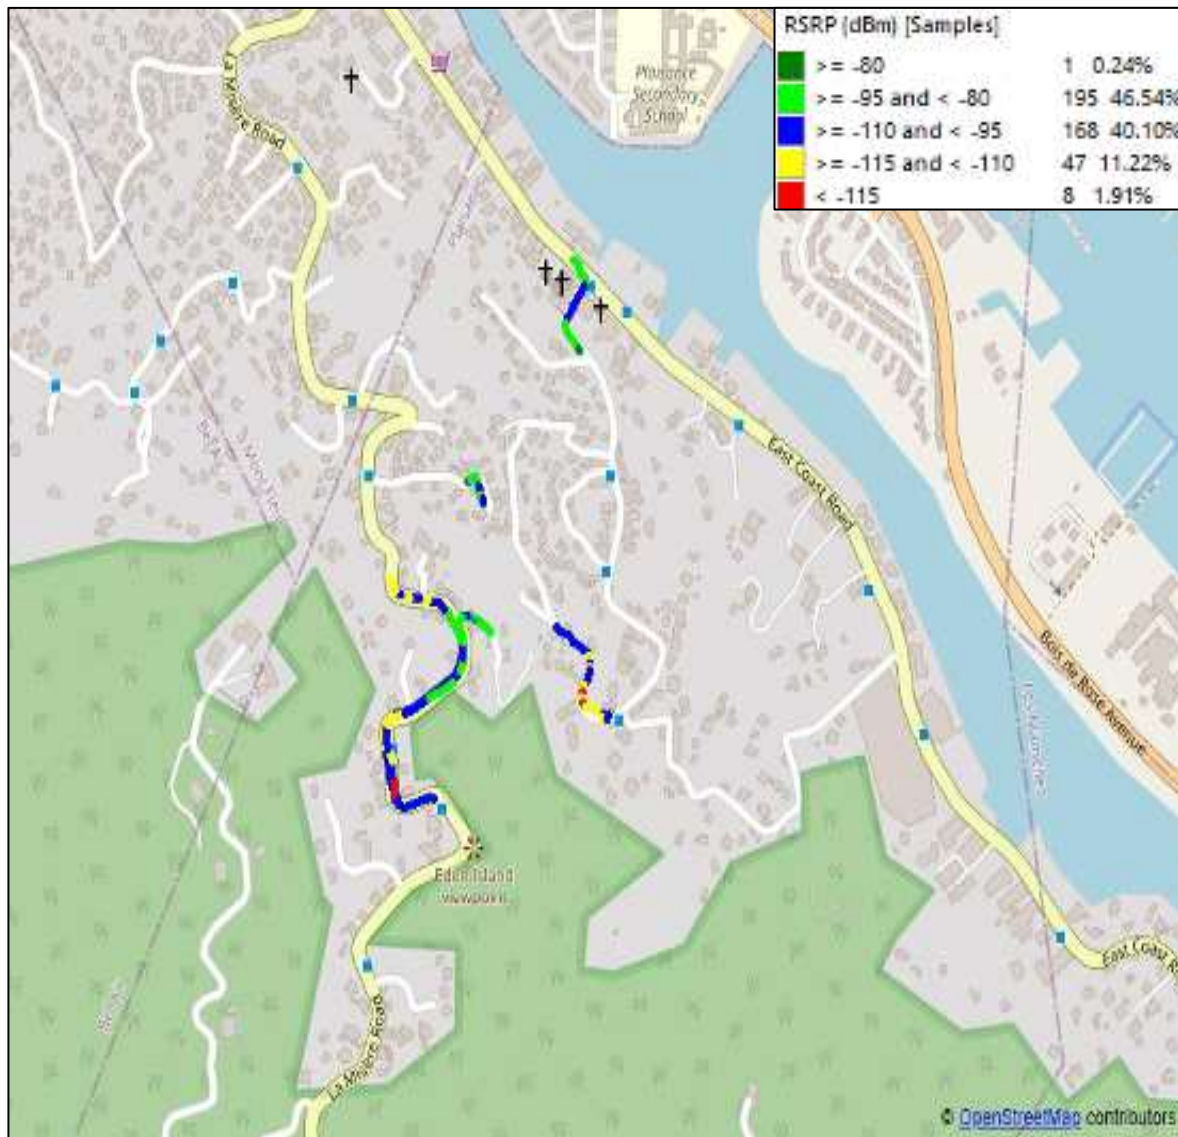 RSRP (dBm) [Samples]
>= -80 1 0.24%
>= -95 and < -80 195 46.54%
>= -110 and < -95 168 40.10%
>= -115 and < -110 47 11.22%
< -115 8 1.91%
La Misère Road
Plaisance
Secondary
School
East Coast Road
Bois de Rose Avenue
Eden Island
viewpoint
La Misère Road
East Coast R
© OpenStreetMap contributors